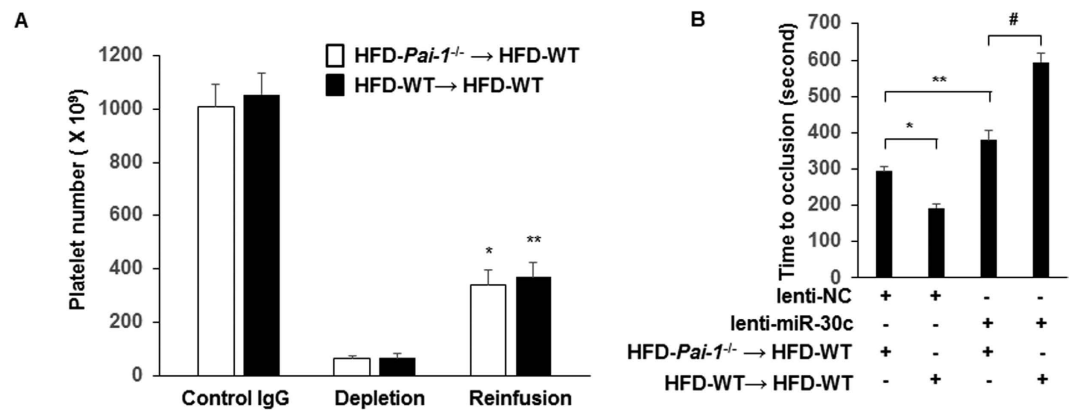 A
Platelet number ( X 10⁹)
1200
1000
800
600
400
200
0
HFD-Pai-1⁻/⁻ → HFD-WT
HFD-WT→ HFD-WT
*
**
Control IgG
Depletion
Reinfusion
B
Time to occlusion (second)
700
600
500
400
300
200
100
0
*
**
#
lenti-NC + + - -
lenti-miR-30c - - + +
HFD-Pai-1⁻/⁻ → HFD-WT + - + -
HFD-WT→ HFD-WT - + - +